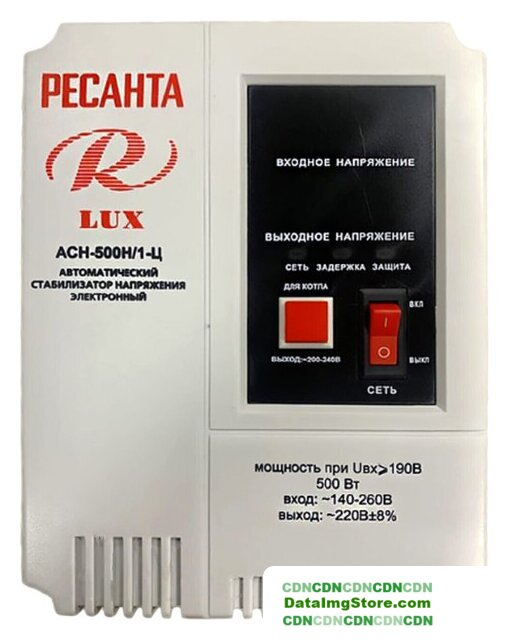 РЕСАНТА
R
LUX
АСН-500Н/1-Ц
АВТОМАТИЧЕСКИЙ
СТАБИЛИЗАТОР НАПРЯЖЕНИЯ
ЭЛЕКТРОННЫЙ
ВХОДНОЕ НАПРЯЖЕНИЕ
ВЫХОДНОЕ НАПРЯЖЕНИЕ
СЕТЬ ЗАДЕРЖКА ЗАЩИТА
ДЛЯ КОТЛА
ВКЛ
ВЫХОД:~200-240В
ВЫКЛ
СЕТЬ
мощность при Uвх⩾190В
500 Вт
вход: ~140-260В
выход: ~220В±8%
CDNCDNCDNCDNCDN
DataImgStore.com
CDNCDNCDNCDNCDN